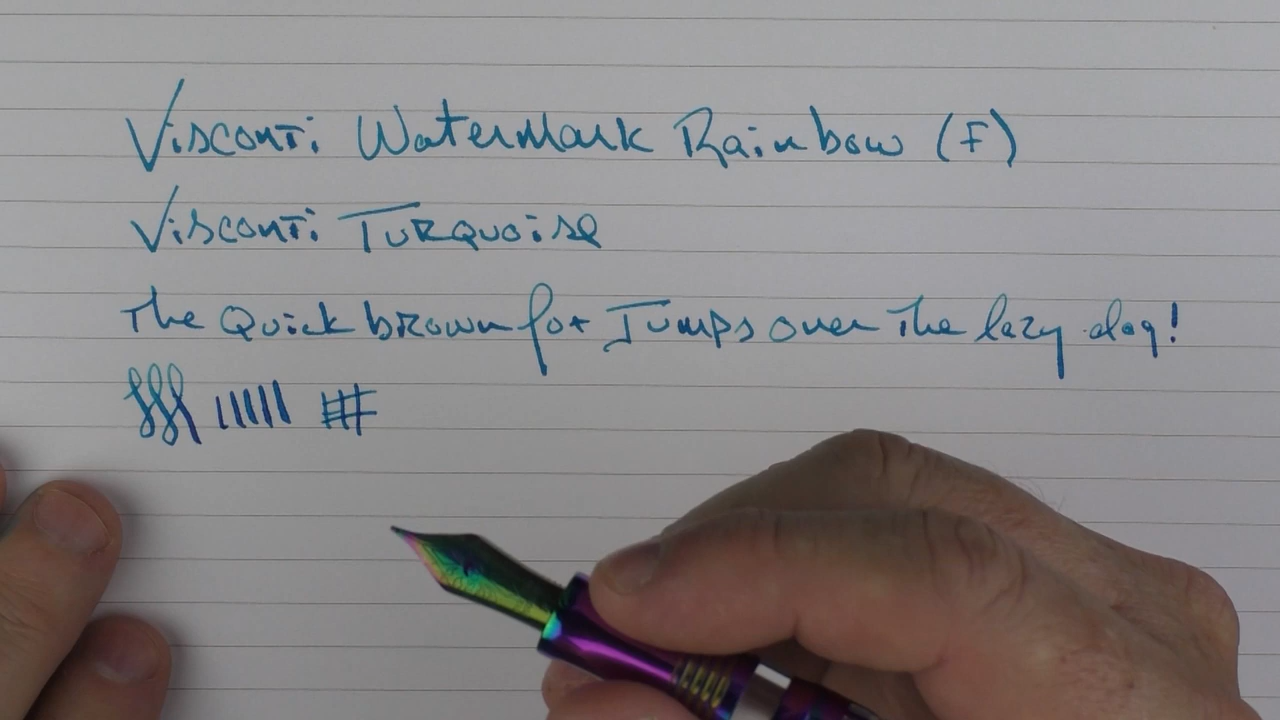 Visconti Watermark Rainbow (F)
Visconti Turquoise
The Quick brown fox Jumps over The lazy dog!